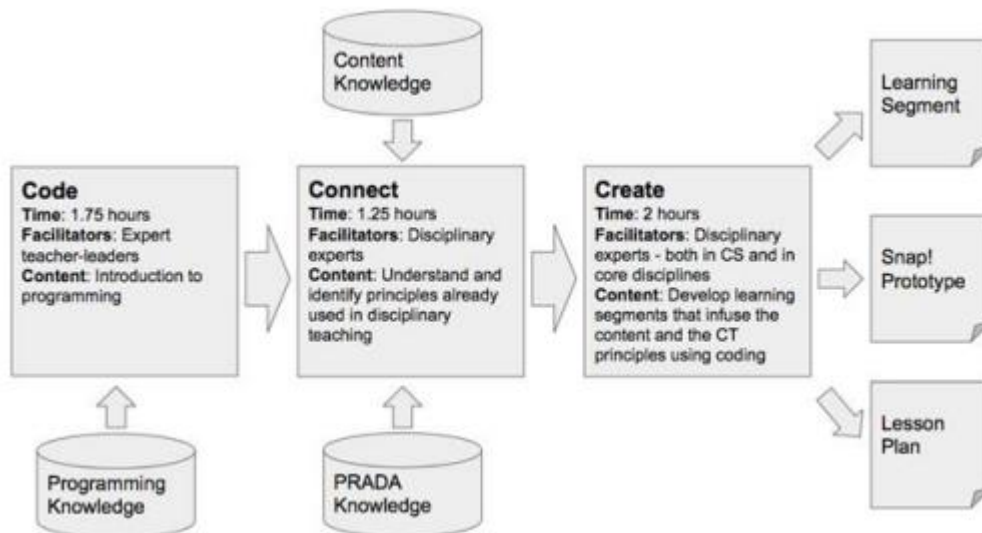 Content
Knowledge
Learning
Segment
Code
Time: 1.75 hours
Facilitators: Expert
teacher-leaders
Content: Introduction to
programming
Connect
Time: 1.25 hours
Facilitators: Disciplinary
experts
Content: Understand and
identify principles already
used in disciplinary
teaching
Create
Time: 2 hours
Facilitators: Disciplinary
experts - both in CS and in
core disciplines
Content: Develop learning
segments that infuse the
content and the CT
principles using coding
Snap!
Prototype
Lesson
Plan
Programming
Knowledge
PRADA
Knowledge